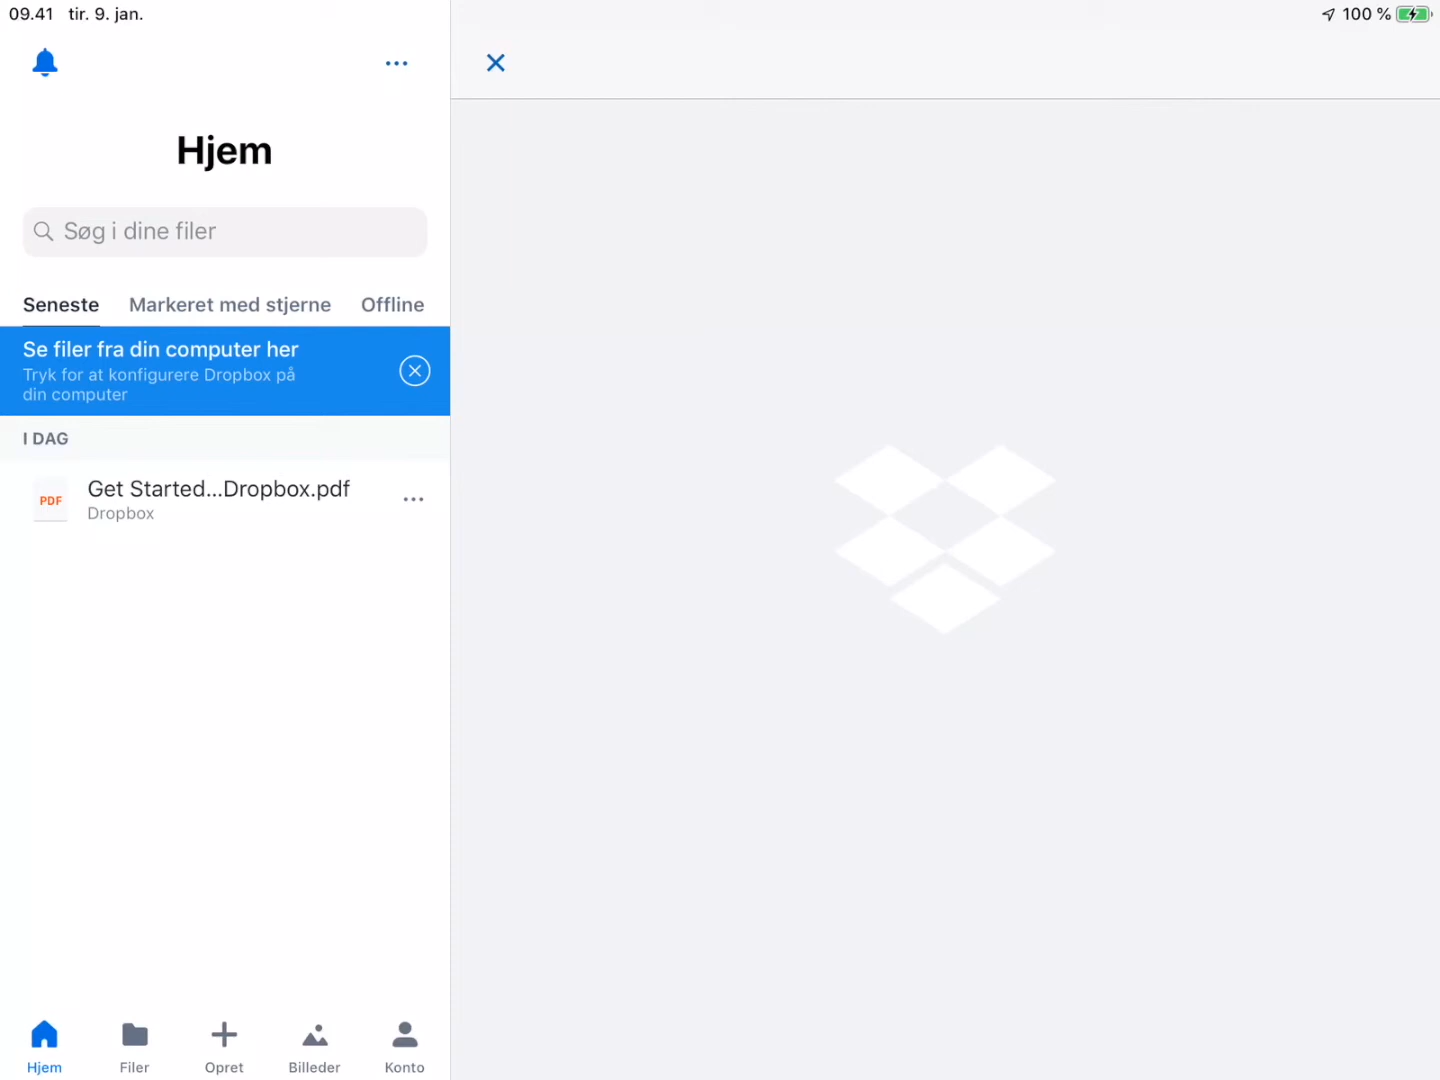 09.41 tir. 9. jan.
100 %
Hjem
Søg i dine filer
Seneste Markeret med stjerne Offline
Se filer fra din computer her
Tryk for at konfigurere Dropbox på
din computer
I DAG
PDF
Get Started...Dropbox.pdf
Dropbox
Hjem Filer Opret Billeder Konto